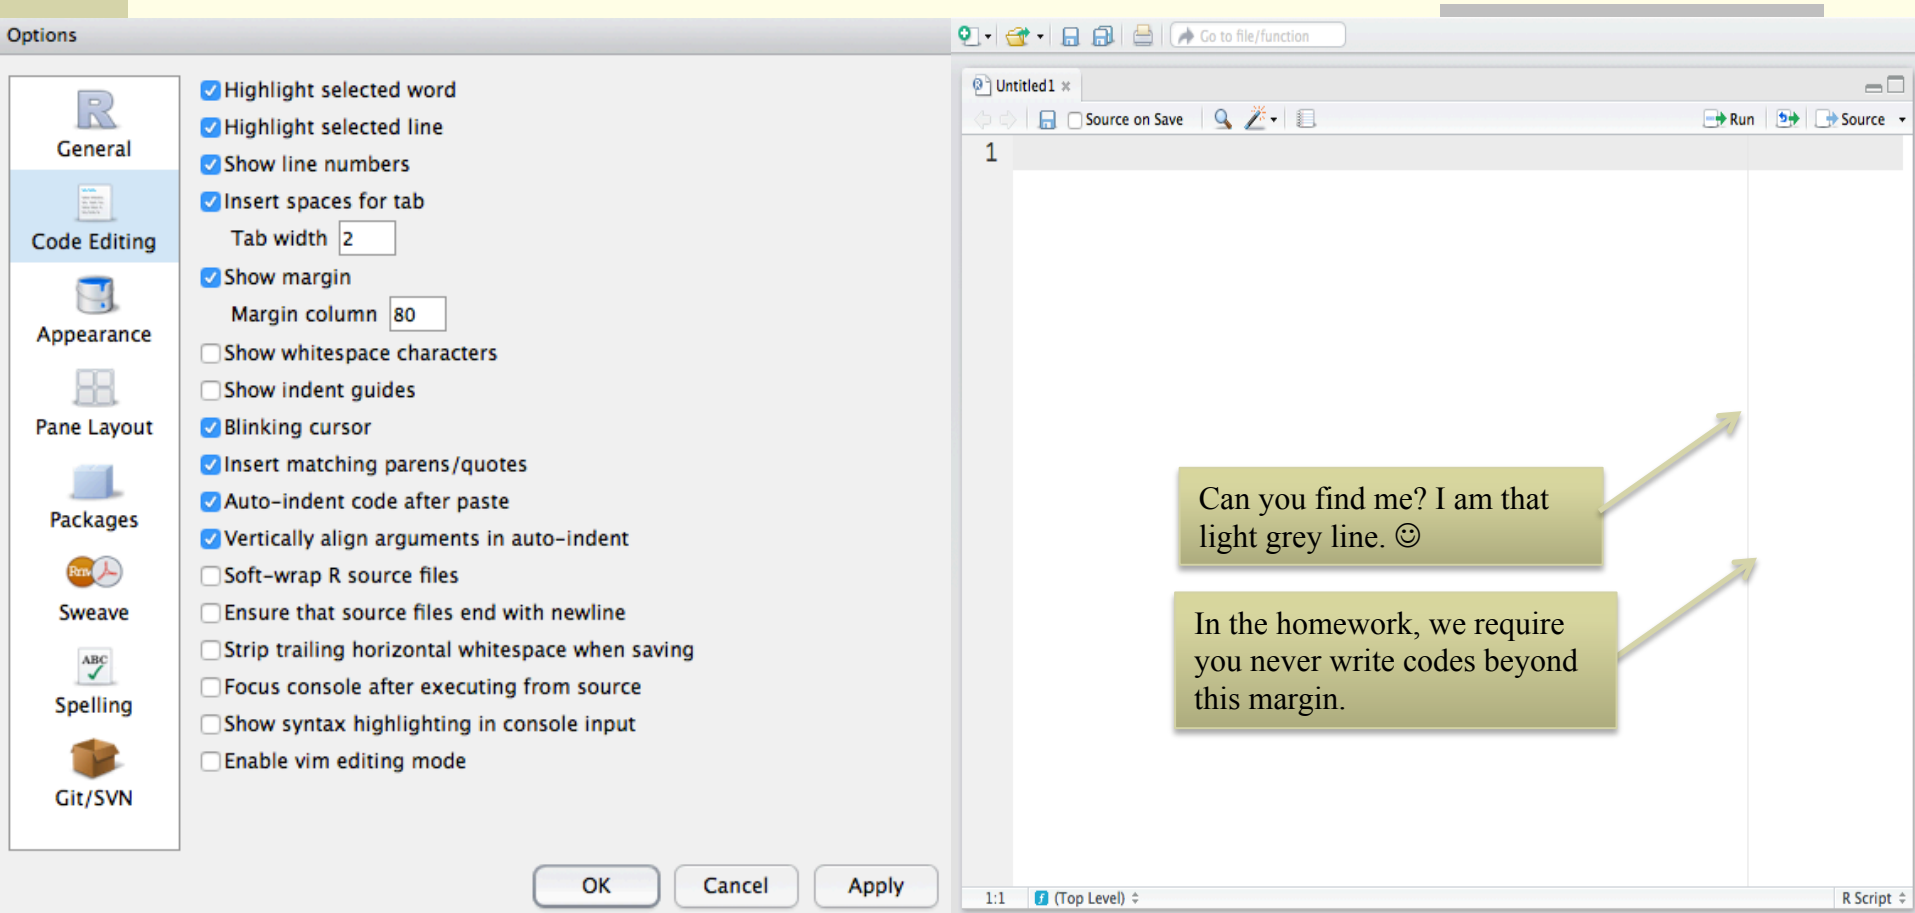 Options
General
Code Editing
Appearance
Pane Layout
Packages
Rnw
Sweave
ABC
Spelling
Git/SVN
Highlight selected word
Highlight selected line
Show line numbers
Insert spaces for tab
Tab width 2
Show margin
Margin column 80
Show whitespace characters
Show indent guides
Blinking cursor
Insert matching parens/quotes
Auto-indent code after paste
Vertically align arguments in auto-indent
Soft-wrap R source files
Ensure that source files end with newline
Strip trailing horizontal whitespace when saving
Focus console after executing from source
Show syntax highlighting in console input
Enable vim editing mode
OK Cancel Apply
Go to file/function
Untitled1
Source on Save Run Source
1
Can you find me? I am that
light grey line. ☺
In the homework, we require
you never write codes beyond
this margin.
1:1 (Top Level) R Script